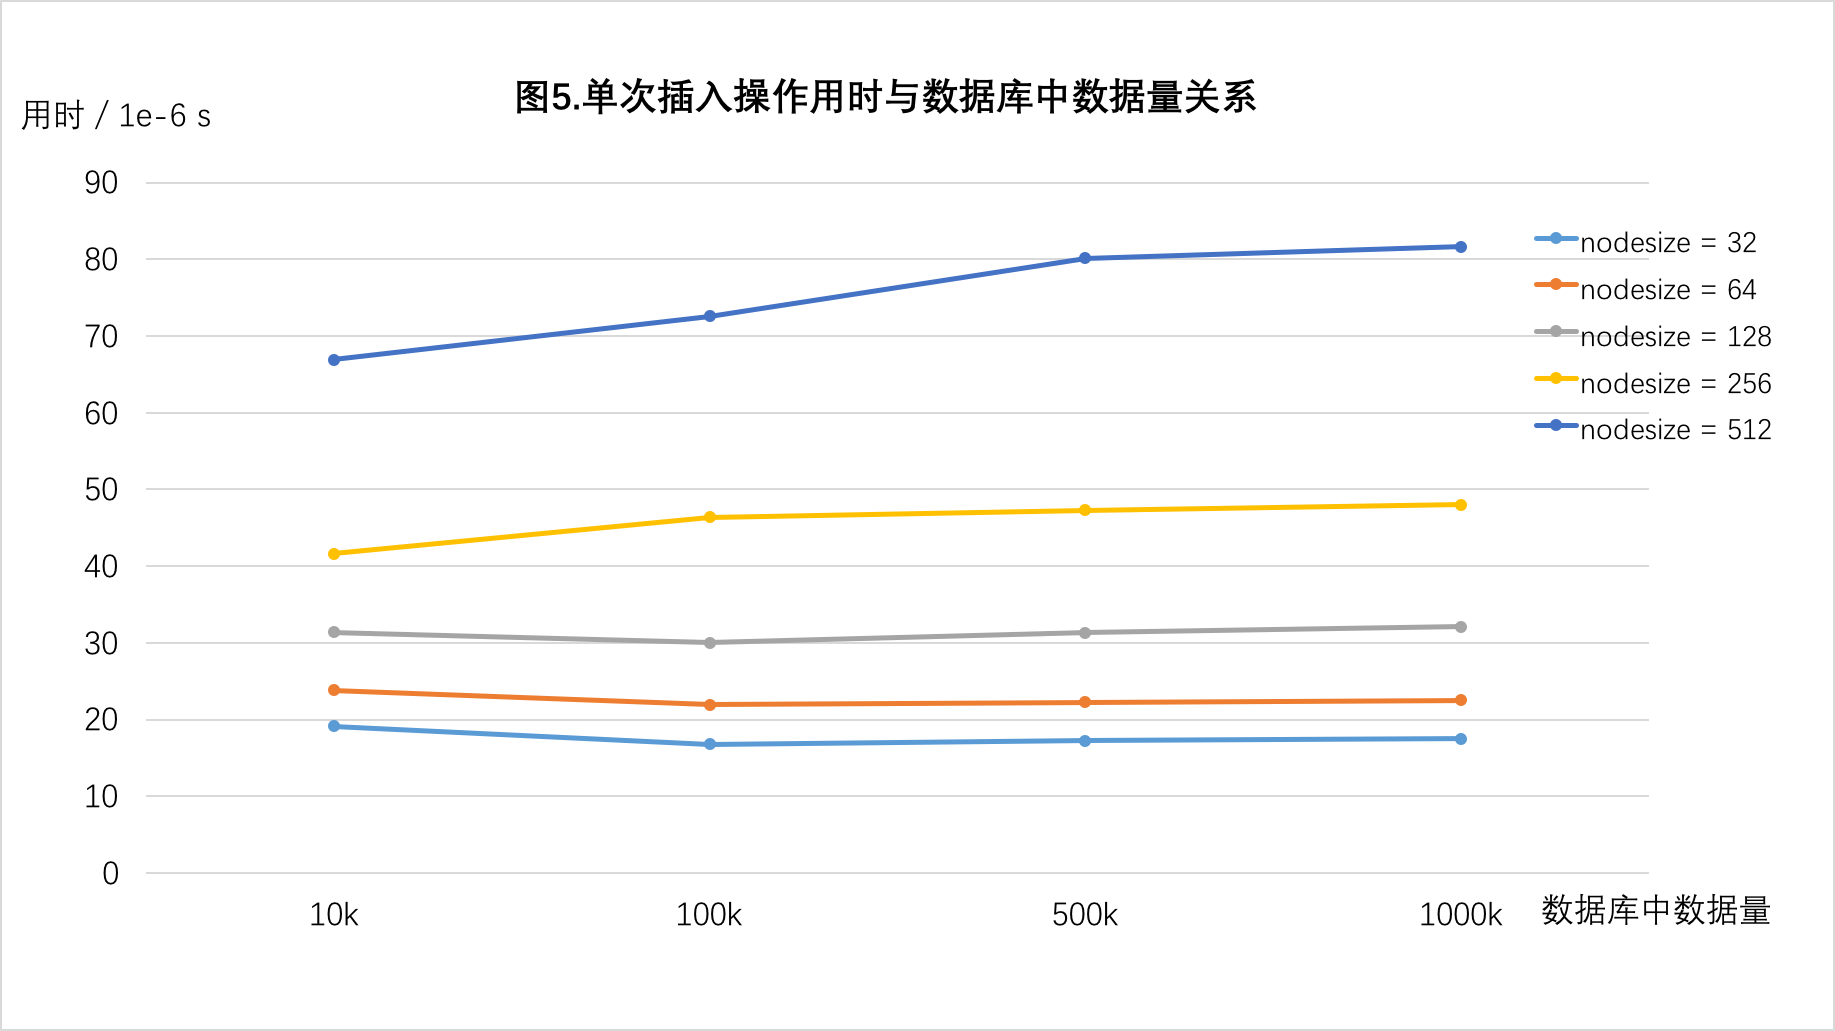 图5.单次插入操作用时与数据库中数据量关系
用时 / 1e-6 s
90
80
70
60
50
40
30
20
10
0
nodesize = 32
nodesize = 64
nodesize = 128
nodesize = 256
nodesize = 512
10k 100k 500k 1000k
数据库中数据量